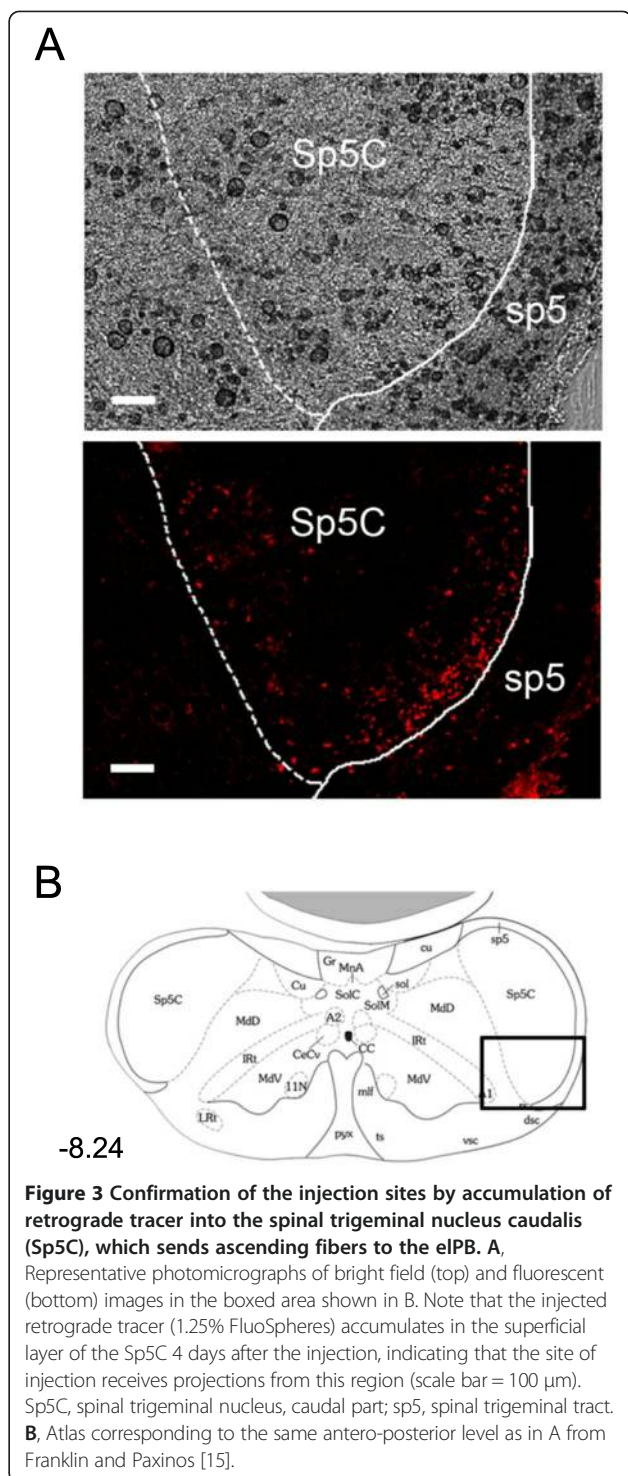 A
Sp5C
sp5
Sp5C
sp5
B
cu
sp5
Gr
MnA
Cu
sol
Sp5C
SolC
Sp5C
SolM
MdD
MdD
A2
IRt
IRt
CeCv
CC
MdV
11N
mlf
MdV
A1
LRt
dsc
pyx
ts
vsc
-8.24
Figure 3 Confirmation of the injection sites by accumulation of
retrograde tracer into the spinal trigeminal nucleus caudalis
(Sp5C), which sends ascending fibers to the elPB. A,
Representative photomicrographs of bright field (top) and fluorescent
(bottom) images in the boxed area shown in B. Note that the injected
retrograde tracer (1.25% FluoSpheres) accumulates in the superficial
layer of the Sp5C 4 days after the injection, indicating that the site of
injection receives projections from this region (scale bar = 100 μm).
Sp5C, spinal trigeminal nucleus, caudal part; sp5, spinal trigeminal tract.
B, Atlas corresponding to the same antero-posterior level as in A from
Franklin and Paxinos [15].